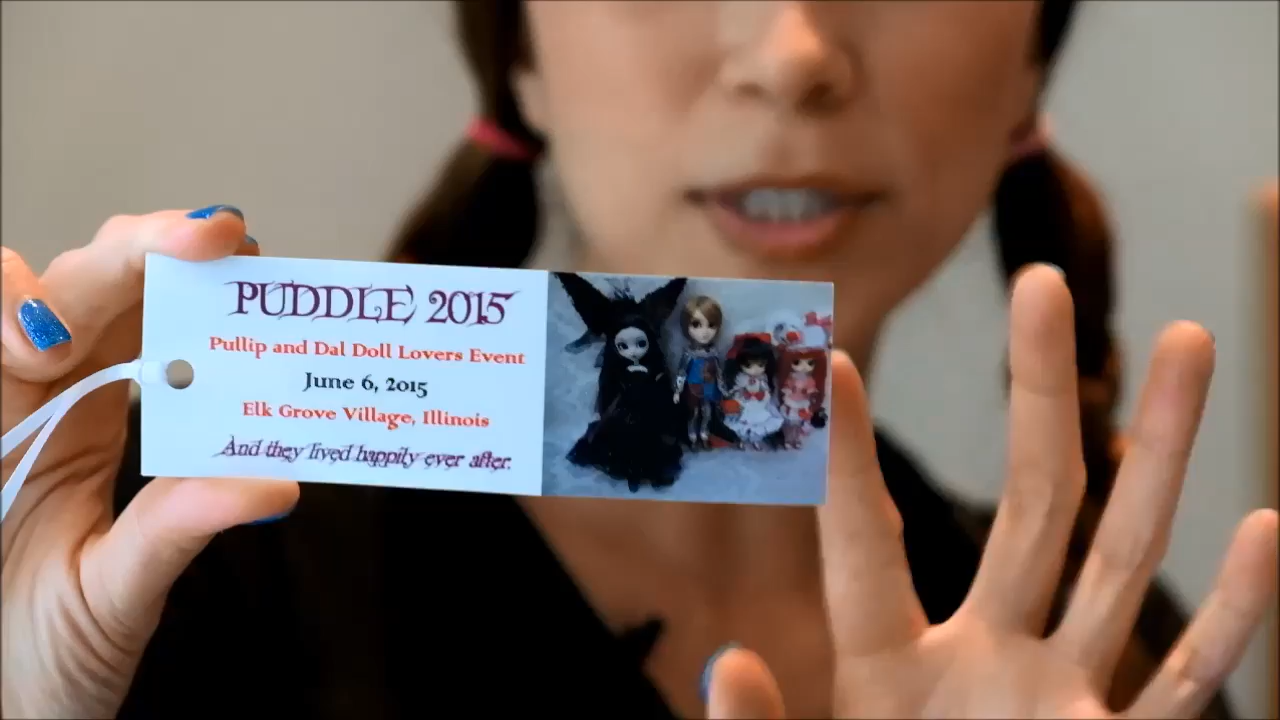 PUDDLE 2015
Pullip and Dal Doll Lovers Event
June 6, 2015
Elk Grove Village, Illinois
And they lived happily ever after.